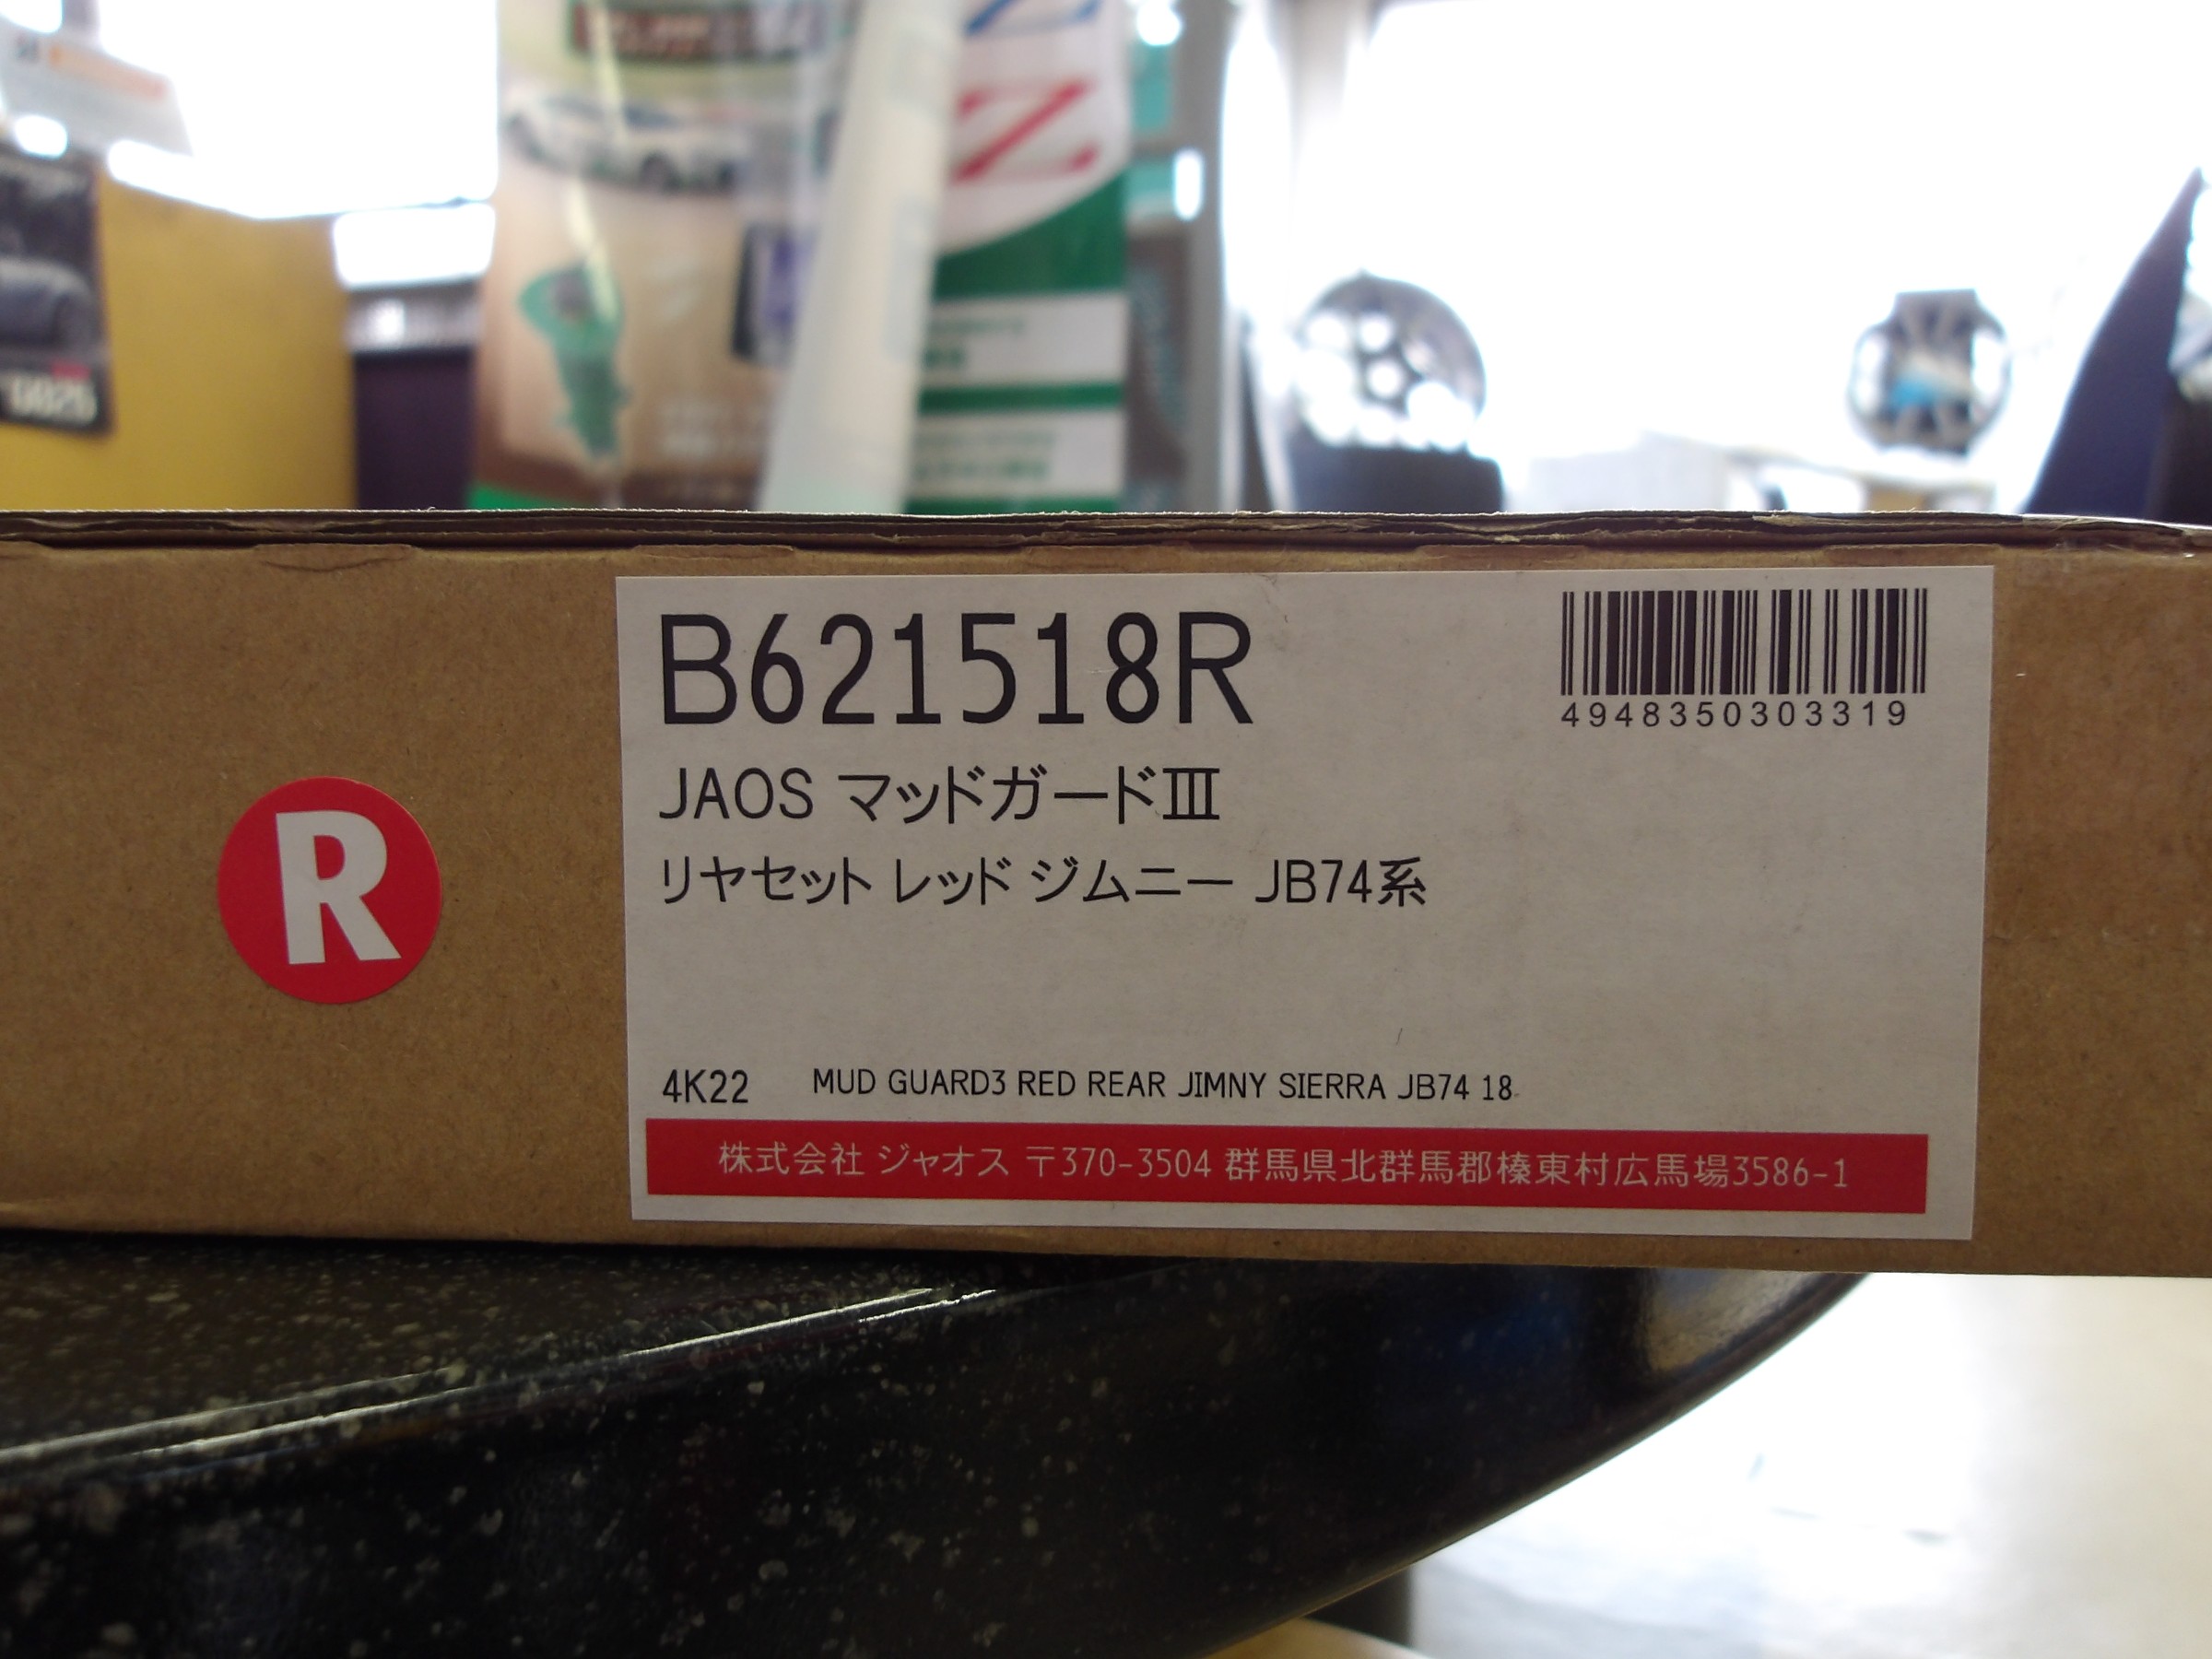 Z
Z
B621518R
4948350303319
JAOS マッドガードⅢ
リヤセット レッド ジムニー JB74系
R
4K22 MUD GUARD3 RED REAR JIMNY SIERRA JB74 18
株式会社 ジャオス 〒370-3504 群馬県北群馬郡榛東村広馬場3586-1